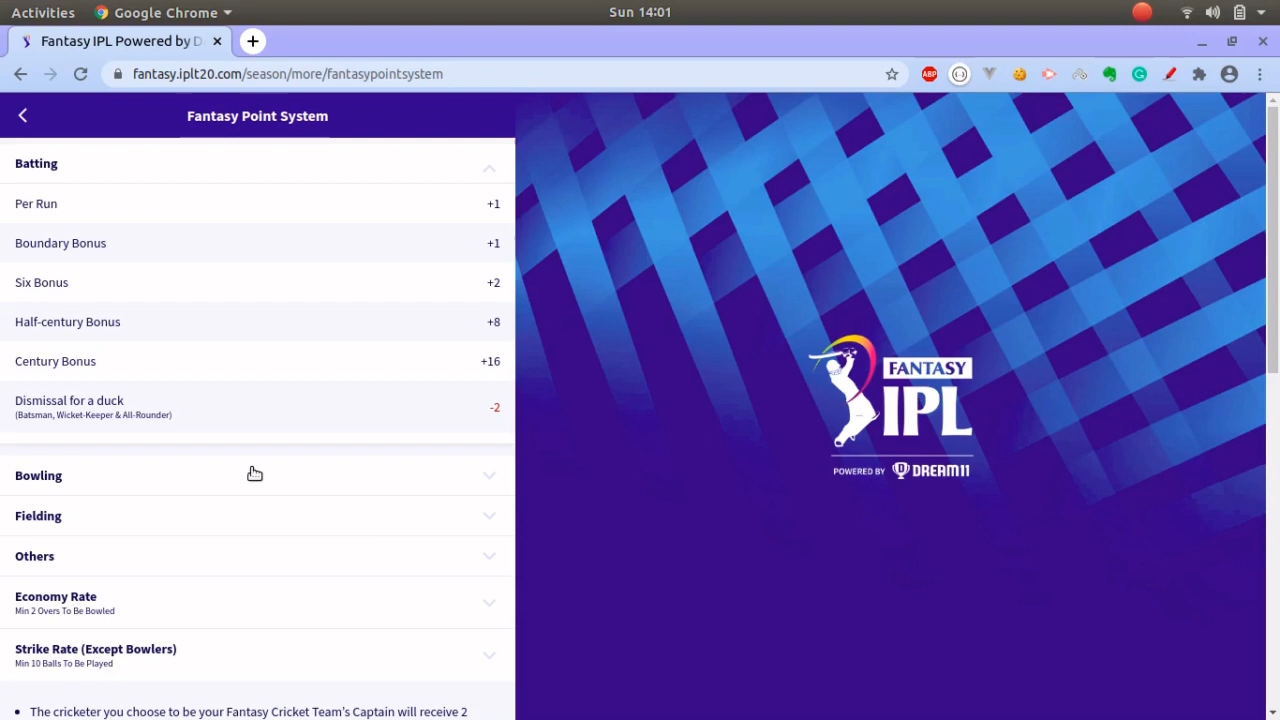 Activities
Google Chrome
Sun 14:01
Fantasy IPL Powered by D
fantasy.iplt20.com/season/more/fantasypointsystem
ABP
Fantasy Point System
Batting
Per Run +1
Boundary Bonus +1
Six Bonus +2
Half-century Bonus +8
Century Bonus +16
Dismissal for a duck
(Batsman, Wicket-Keeper & All-Rounder) -2
Bowling
Fielding
Others
Economy Rate
Min 2 Overs To Be Bowled
Strike Rate (Except Bowlers)
Min 10 Balls To Be Played
• The cricketer you choose to be your Fantasy Cricket Team's Captain will receive 2
FANTASY
IPL
POWERED BY DREAM11